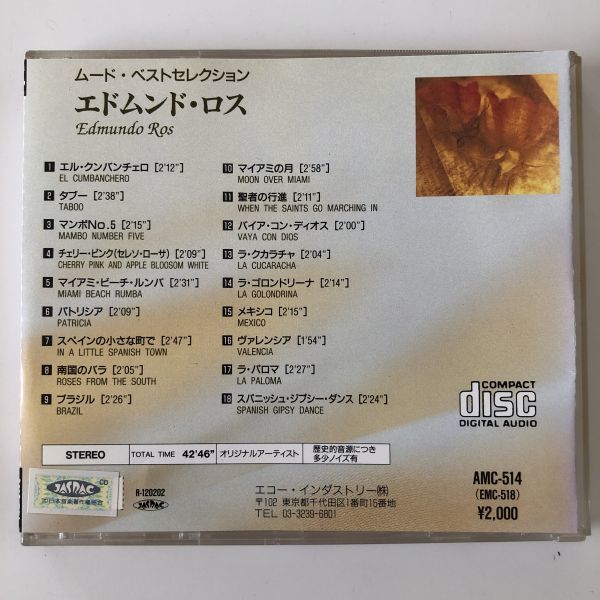 ムード・ベストセレクション
エドムンド・ロス
Edmundo Ros
1 エル・クンバンチェロ [2'12"]
EL CUMBANCHERO
2 タブー [2'38"]
TABOO
3 マンボNo.5 [2'15"]
MAMBO NUMBER FIVE
4 チェリー・ピンク(セレソ・ローサ) [2'09"]
CHERRY PINK AND APPLE BLOOSOM WHITE
5 マイアミ・ビーチ・ルンバ [2'31"]
MIAMI BEACH RUMBA
6 パトリシア [2'09"]
PATRICIA
7 スペインの小さな町で [2'47"]
IN A LITTLE SPANISH TOWN
8 南国のバラ [2'05"]
ROSES FROM THE SOUTH
9 ブラジル [2'26"]
BRAZIL
10 マイアミの月 [2'58"]
MOON OVER MIAMI
11 聖者の行進 [2'11"]
WHEN THE SAINTS GO MARCHING IN
12 バイア・コン・ディオス [2'00"]
VAYA CON DIOS
13 ラ・クカラチャ [2'04"]
LA CUCARACHA
14 ラ・ゴロンドリーナ [2'14"]
LA GOLONDRINA
15 メキシコ [2'15"]
MEXICO
16 ヴァレンシア [1'54"]
VALENCIA
17 ラ・パロマ [2'27"]
LA PALOMA
18 スパニッシュ・ジプシー・ダンス [2'24"]
SPANISH GIPSY DANCE
COMPACT
disc
DIGITAL AUDIO
STEREO
TOTAL TIME 42'46"
オリジナルアーティスト
歴史的音源につき
多少ノイズ有
CD
JASRAC
日本音楽著作権協会
R-120202
JASRAC
エコー・インダストリー㈱
〒102 東京都千代田区1番町15番地
TEL 03-3239-6801
AMC-514
(EMC-518)
¥2,000